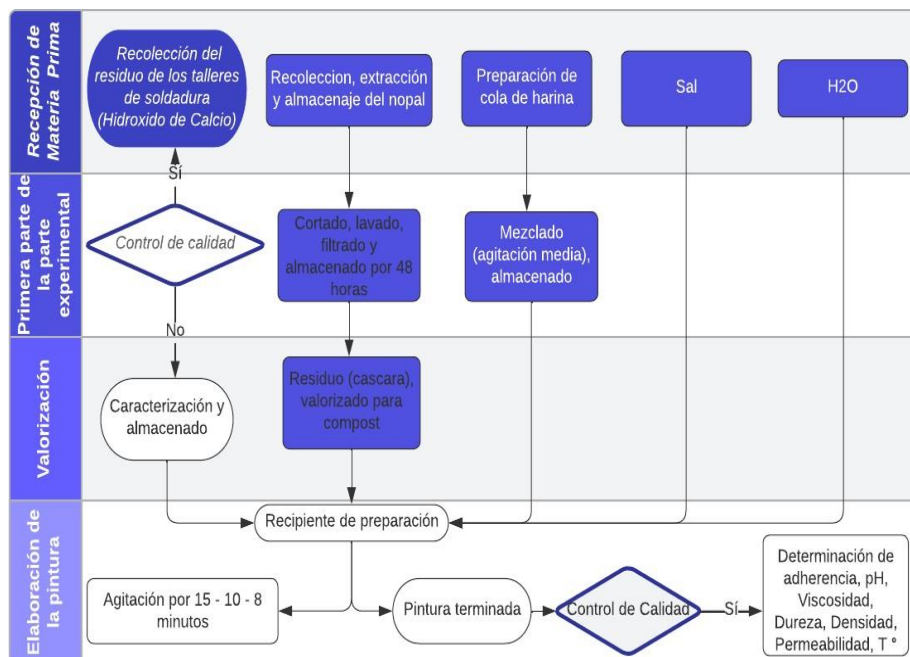 Recepción de
Materia Prima
Recolección del
residuo de los talleres
de soldadura
(Hidroxido de Calcio)
Recoleccion, extracción
y almacenaje del nopal
Preparación de
cola de harina
Sal
H2O
Sí
Primera parte de
la parte
experimental
Control de calidad
Cortado, lavado,
filtrado y
almacenado por 48
horas
Mezclado
(agitación media),
almacenado
No
Valorización
Caracterización y
almacenado
Residuo (cascara),
valorizado para
compost
Elaboración de
la pintura
Recipiente de preparación
Agitación por 15 - 10 - 8
minutos
Pintura terminada
Control de Calidad
Sí
Determinación de
adherencia, pH,
Viscosidad,
Dureza, Densidad,
Permeabilidad, T °